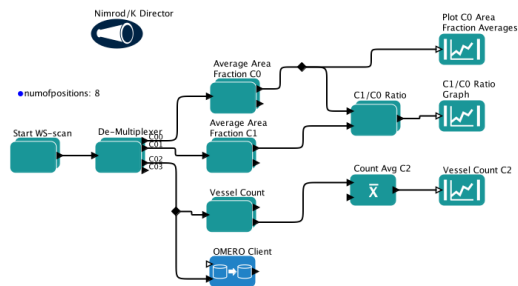 Nimrod/K Director
Plot C0 Area
Fraction Averages
Average Area
Fraction C0
numofpositions: 8
C1/C0 Ratio
C1/C0 Ratio
Graph
Start WS-scan
De-Multiplexer
C00
C01
C02
C03
Average Area
Fraction C1
Vessel Count
Count Avg C2
X
Vessel Count C2
OMERO Client